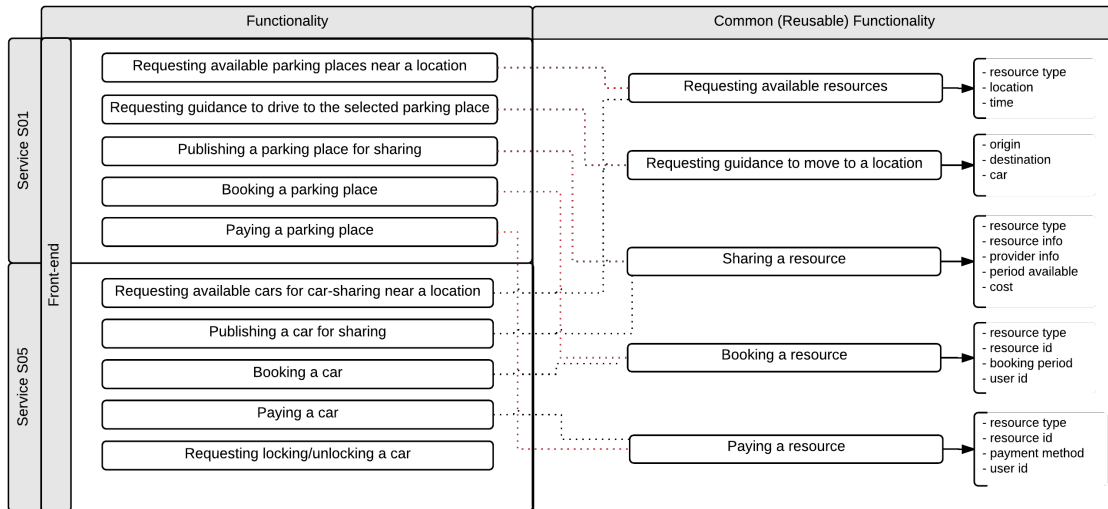 Functionality
Common (Reusable) Functionality
Service S01
Front-end
Requesting available parking places near a location
Requesting guidance to drive to the selected parking place
Publishing a parking place for sharing
Booking a parking place
Paying a parking place
Service S05
Requesting available cars for car-sharing near a location
Publishing a car for sharing
Booking a car
Paying a car
Requesting locking/unlocking a car
Requesting available resources
- resource type
- location
- time
Requesting guidance to move to a location
- origin
- destination
- car
Sharing a resource
- resource type
- resource info
- provider info
- period available
- cost
Booking a resource
- resource type
- resource id
- booking period
- user id
Paying a resource
- resource type
- resource id
- payment method
- user id